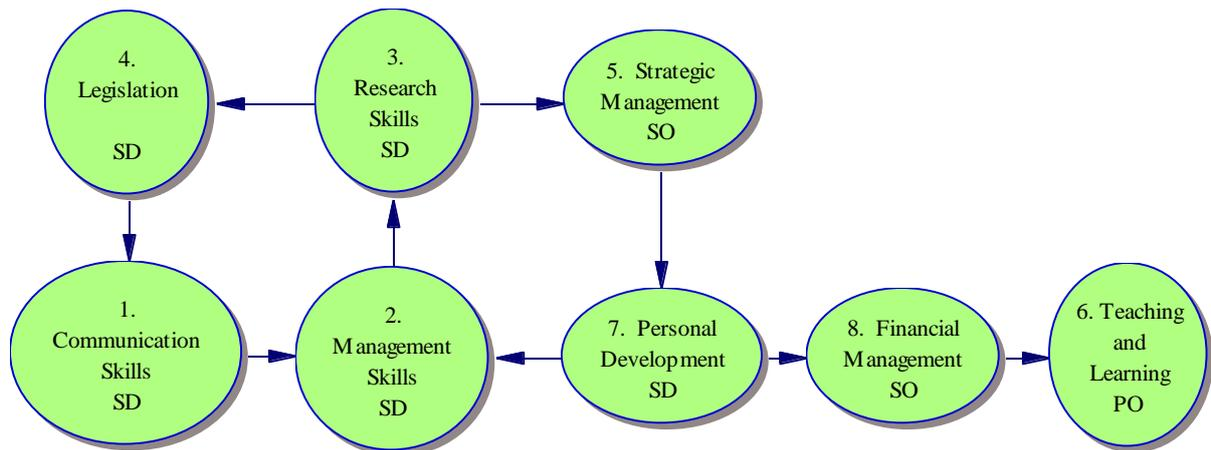 4.
Legislation
SD
3.
Research
Skills
SD
5. Strategic
Management
SO
1.
Communication
Skills
SD
2.
Management
Skills
SD
7. Personal
Development
SD
8. Financial
Management
SO
6. Teaching
and
Learning
PO